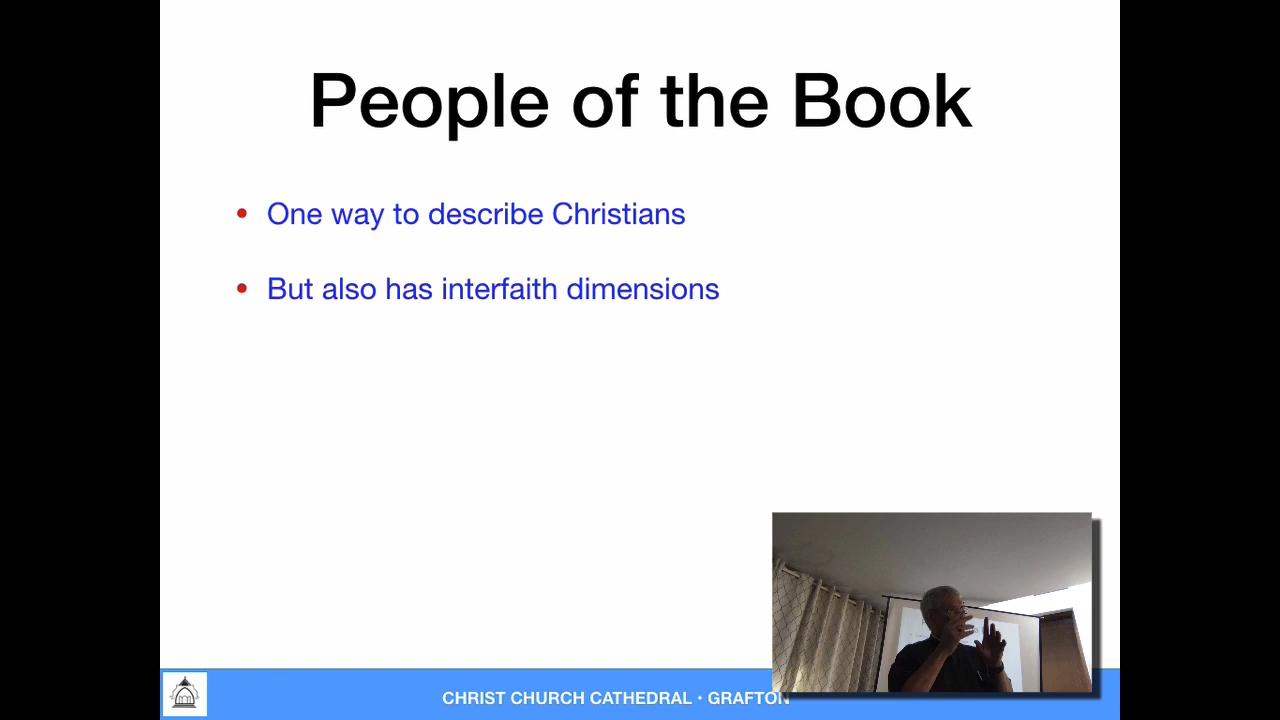 People of the Book
• One way to describe Christians
• But also has interfaith dimensions
CHRIST CHURCH CATHEDRAL • GRAFTON